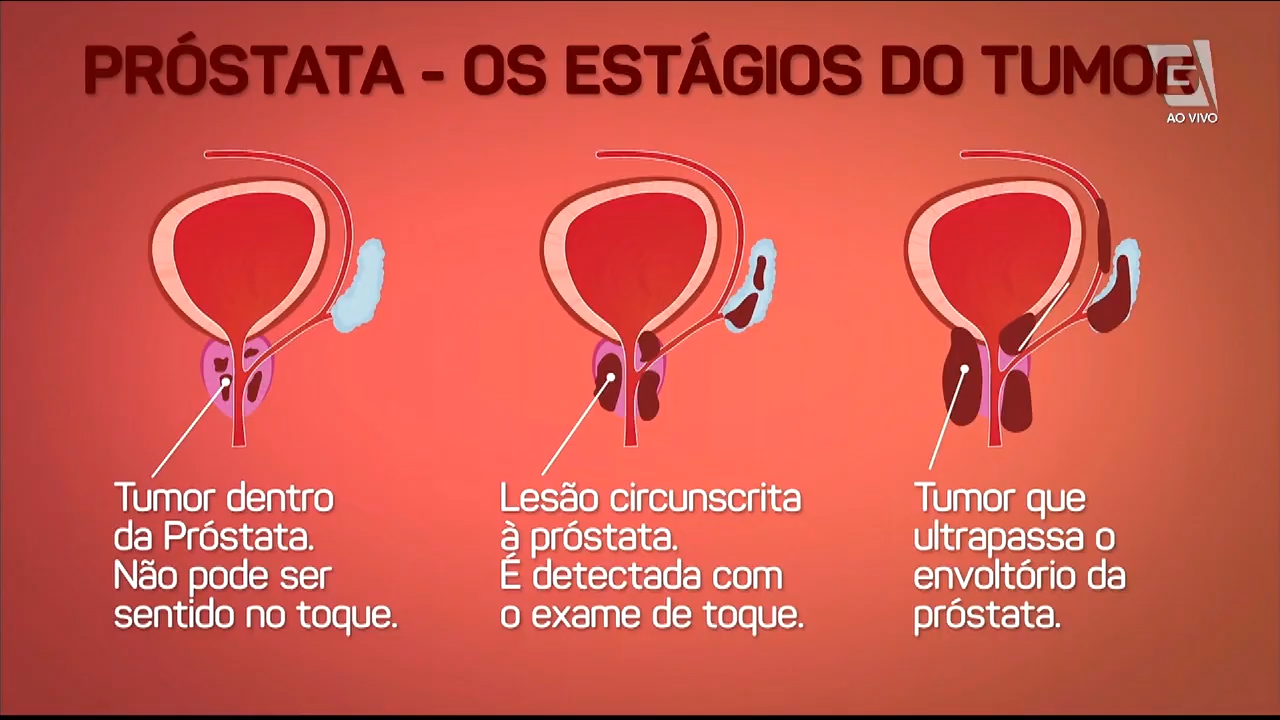 PRÓSTATA - OS ESTÁGIOS DO TUMOR
AO VIVO
Tumor dentro
da Próstata.
Não pode ser
sentido no toque.
Lesão circunscrita
à próstata.
É detectada com
o exame de toque.
Tumor que
ultrapassa o
envoltório da
próstata.